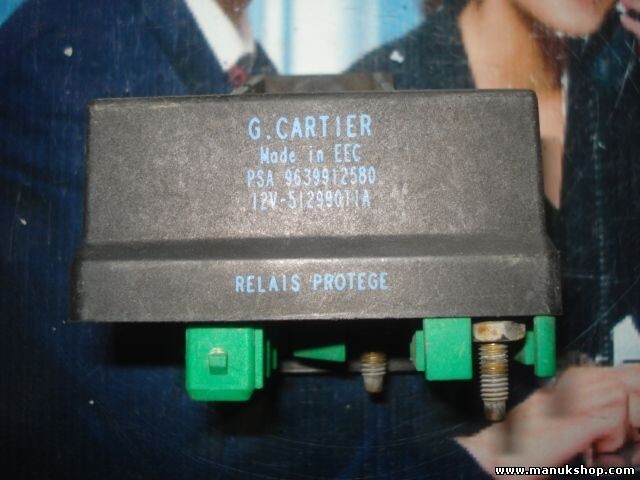 G.CARTIER
Made in EEC
PSA 9639912580
12V-51299011A
RELAIS PROTEGE
www.manukshop.com